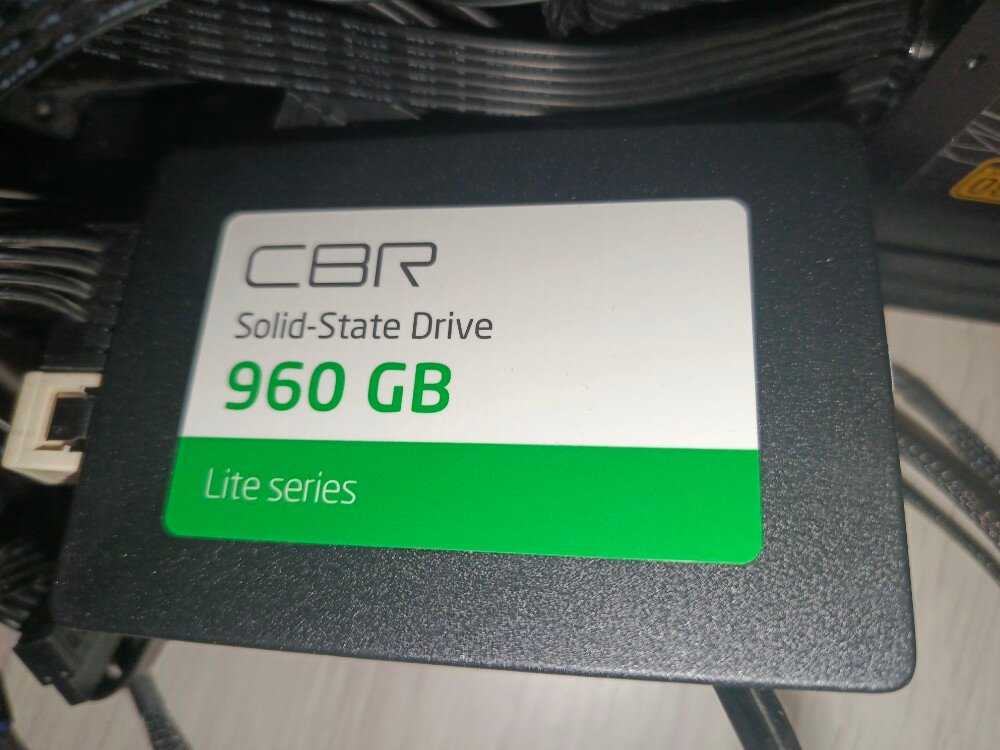 CBR
Solid-State Drive
960 GB
Lite series